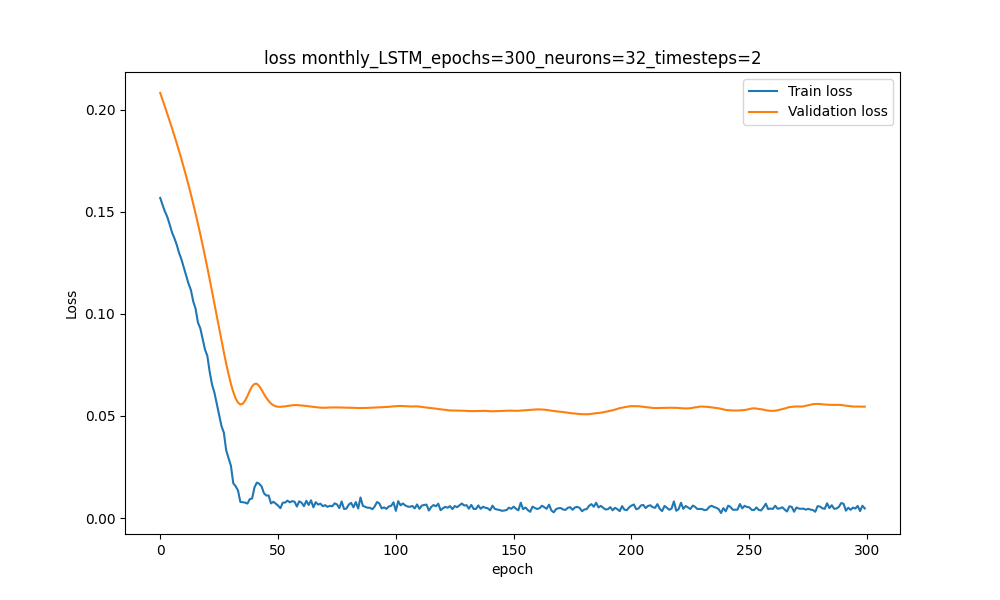 loss monthly_LSTM_epochs=300_neurons=32_timesteps=2
Train loss
Validation loss
0.20
0.15
0.10
0.05
0.00
Loss
0 50 100 150 200 250 300
epoch